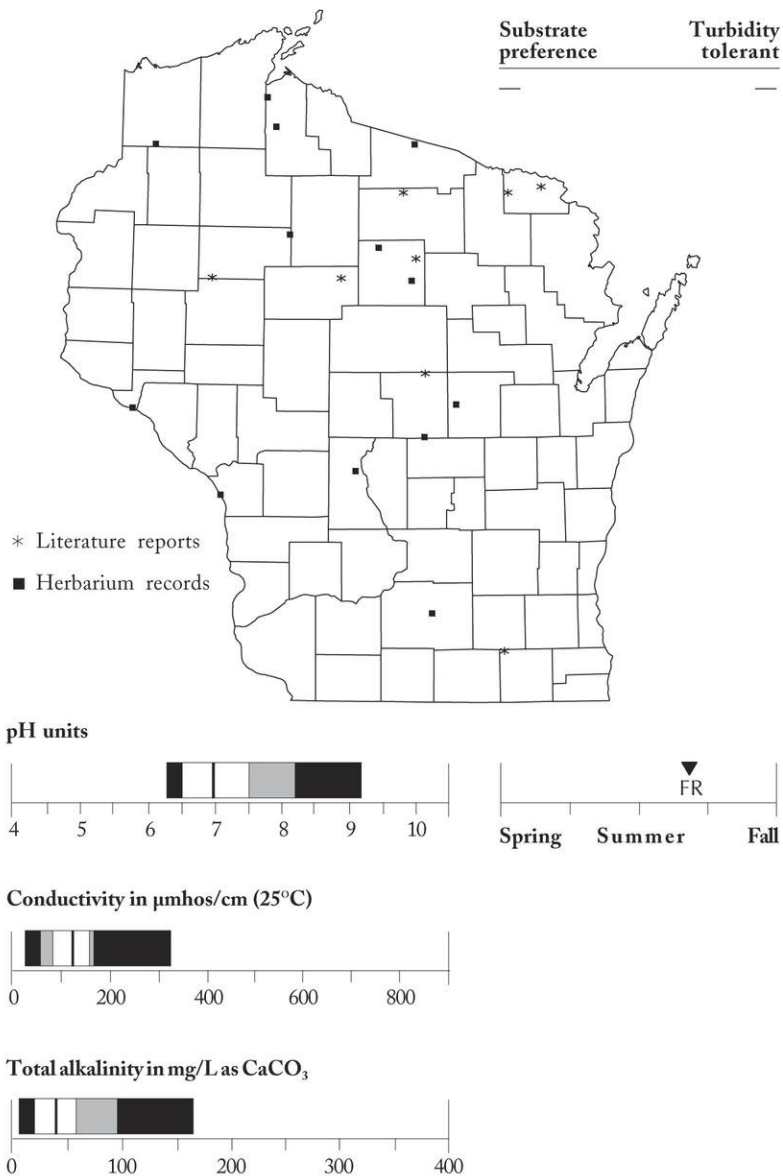 Substrate Turbidity
preference tolerant
— —
* Literature reports
■ Herbarium records
pH units
4 5 6 7 8 9 10
FR
Spring Summer Fall
Conductivity in µmhos/cm (25°C)
0 200 400 600 800
Total alkalinity in mg/L as CaCO₃
0 100 200 300 400